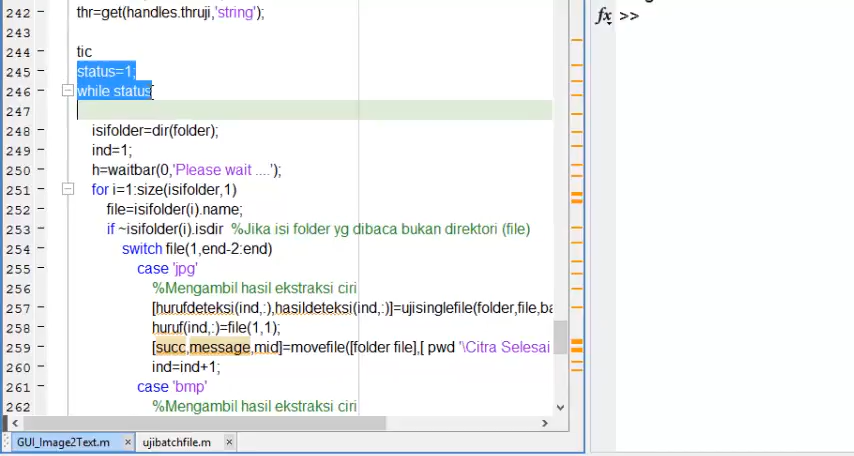 242 – thr=get(handles.thruji,'string');
243
244 – tic
245 – status=1;
246 – while status
247
248 – isifolder=dir(folder);
249 – ind=1;
250 – h=waitbar(0,'Please wait ....');
251 – for i=1:size(isifolder,1)
252 – file=isifolder(i).name;
253 – if ~isifolder(i).isdir %Jika isi folder yg dibaca bukan direktori (file)
254 – switch file(1,end-2:end)
255 – case 'jpg'
256 %Mengambil hasil ekstraksi ciri
257 – [hurufdeteksi(ind,:),hasildeteksi(ind,:)]=ujisinglefile(folder,file,ba
258 – huruf(ind,:)=file(1,1);
259 – [succ,message,mid]=movefile([folder file],[ pwd '\Citra Selesai
260 – ind=ind+1;
261 – case 'bmp'
262 %Mengambil hasil ekstraksi ciri
GUI_Image2Text.m × ujibatchfile.m ×
fx >>